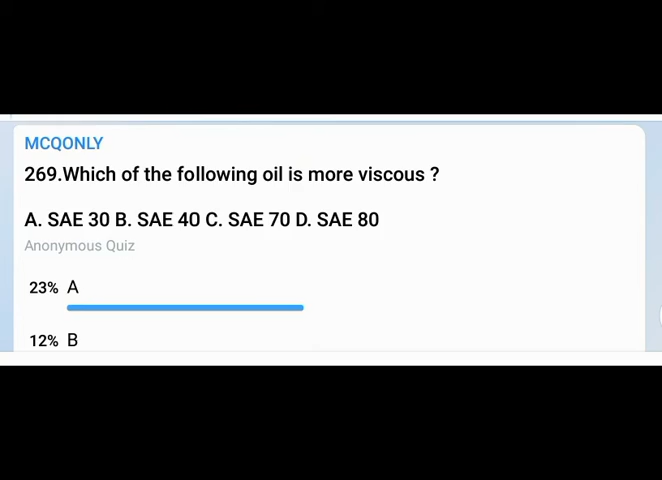 MCQONLY
269.Which of the following oil is more viscous ?
A. SAE 30 B. SAE 40 C. SAE 70 D. SAE 80
Anonymous Quiz
23% A
12% B